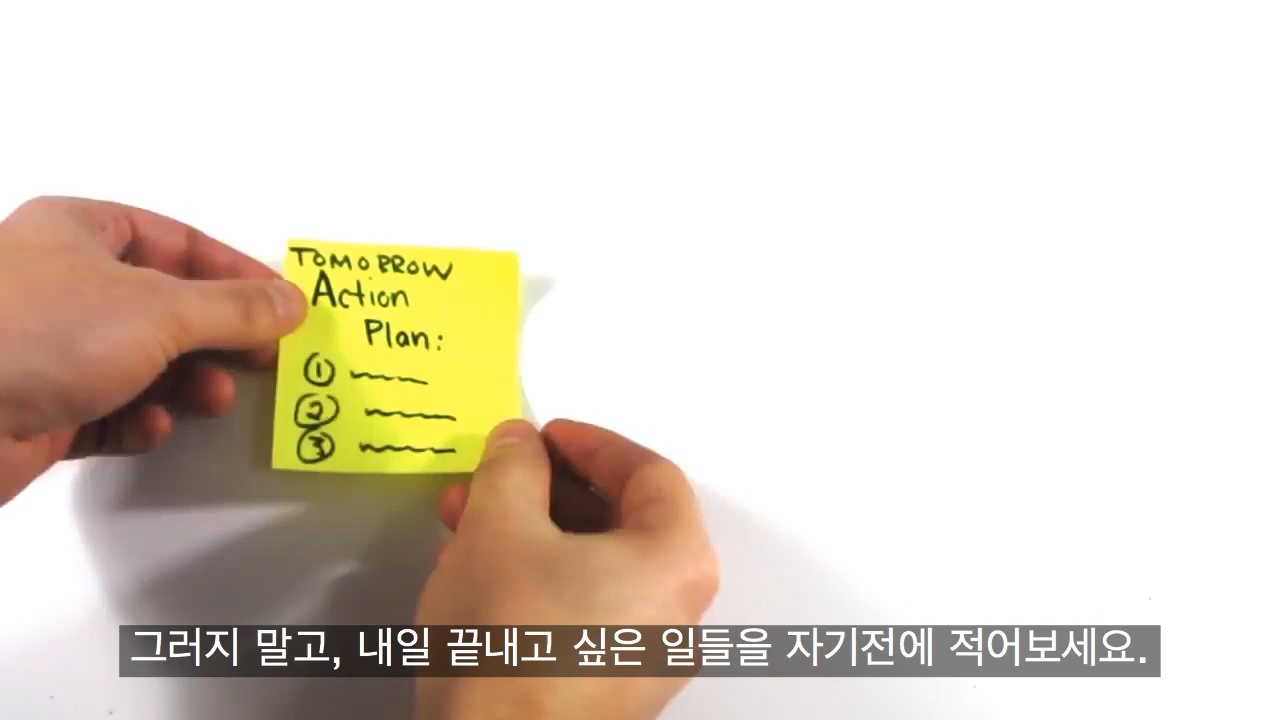 TOMORROW
Action
Plan:
1
2
3
그러지 말고, 내일 끝내고 싶은 일들을 자기전에 적어보세요.